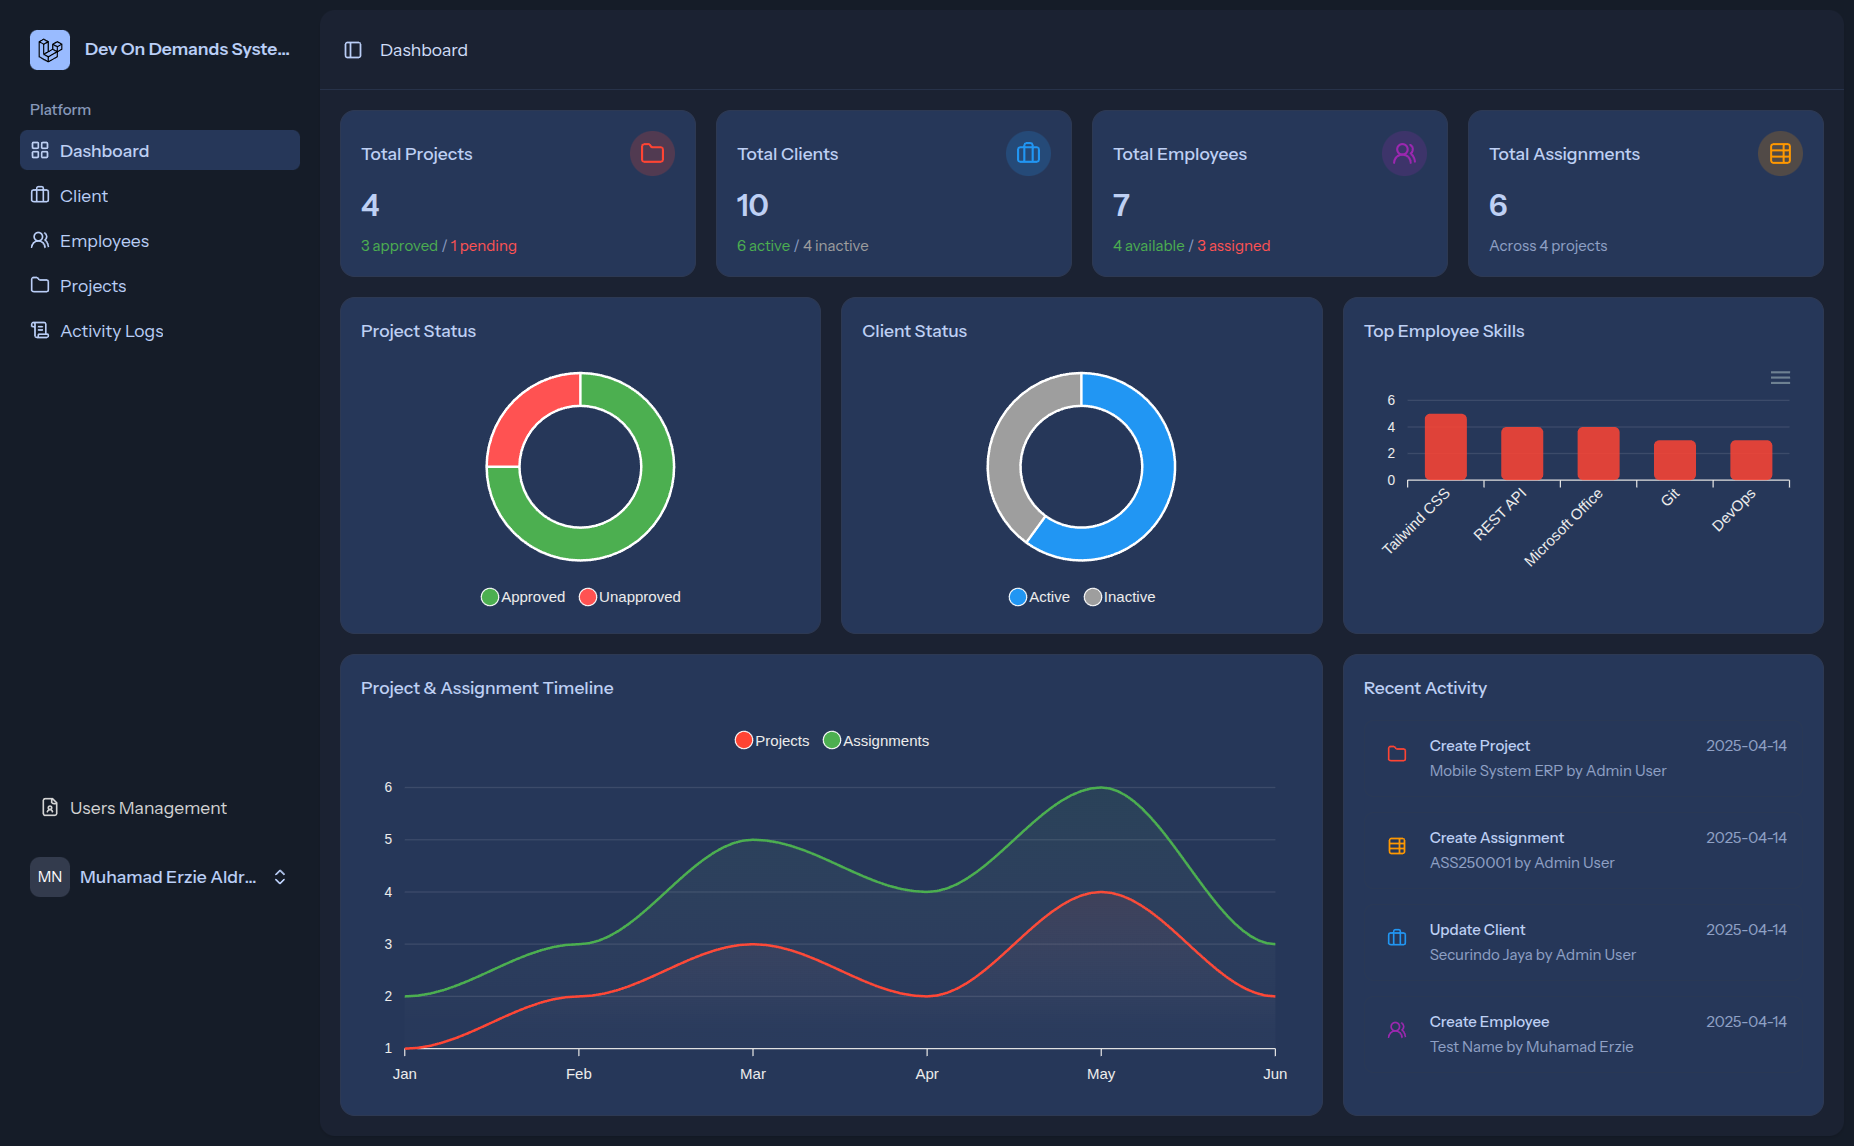 Dev On Demands Syste...
Platform
Dashboard
Client
Employees
Projects
Activity Logs
Users Management
MN
Muhamad Erzie Aldr...
Dashboard
Total Projects
4
3 approved / 1 pending
Total Clients
10
6 active / 4 inactive
Total Employees
7
4 available / 3 assigned
Total Assignments
6
Across 4 projects
Project Status
Approved
Unapproved
Client Status
Active
Inactive
Top Employee Skills
6
4
2
0
Tailwind CSS
REST API
Microsoft Office
Git
DevOps
Project & Assignment Timeline
Projects
Assignments
6
5
4
3
2
1
Jan
Feb
Mar
Apr
May
Jun
Recent Activity
Create Project
2025-04-14
Mobile System ERP by Admin User
Create Assignment
2025-04-14
ASS250001 by Admin User
Update Client
2025-04-14
Securindo Jaya by Admin User
Create Employee
2025-04-14
Test Name by Muhamad Erzie